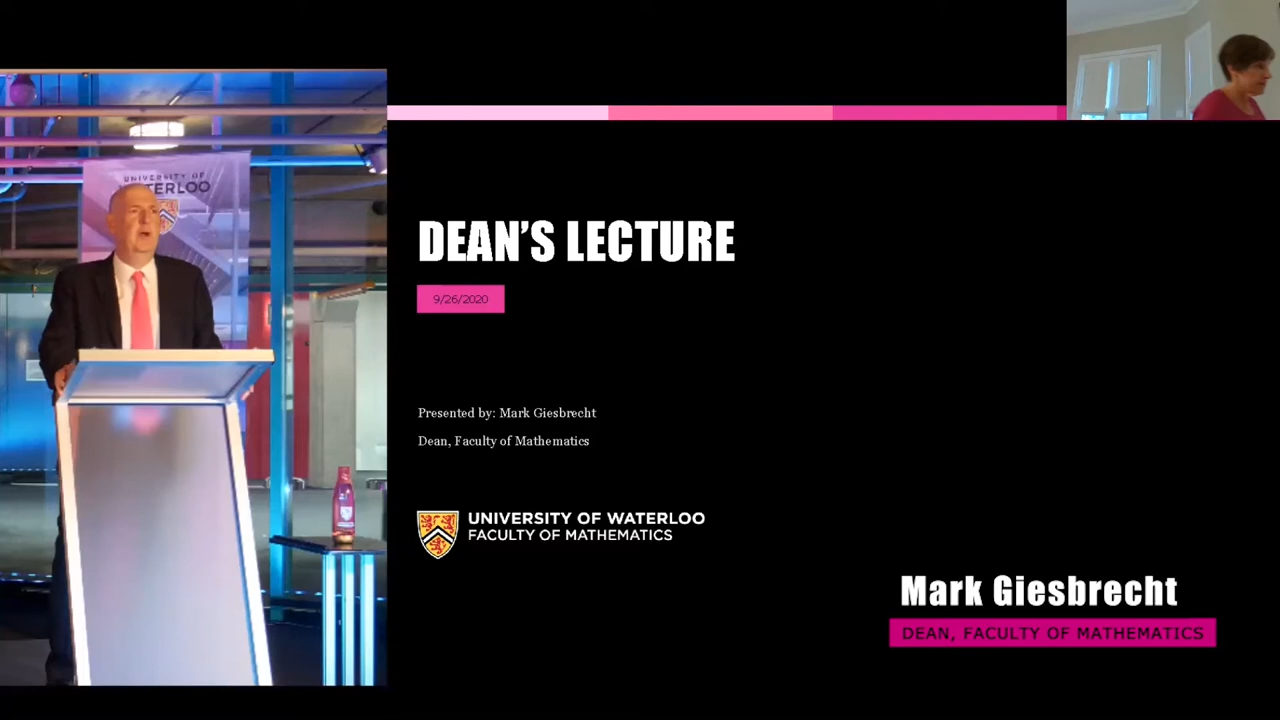 UNIVERSITY OF
WATERLOO
DEAN'S LECTURE
9/26/2020
Presented by: Mark Giesbrecht
Dean, Faculty of Mathematics
UNIVERSITY OF WATERLOO
FACULTY OF MATHEMATICS
Mark Giesbrecht
DEAN, FACULTY OF MATHEMATICS